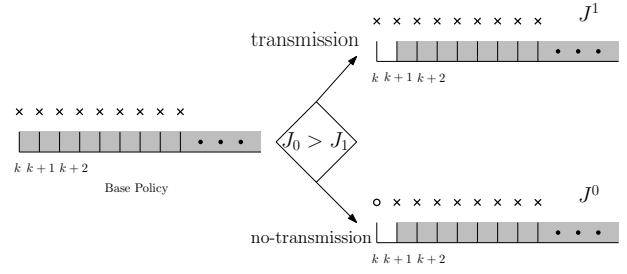 transmission
J^1
k k+1 k+2
J_0 > J_1
k k+1 k+2
Base Policy
J^0
no-transmission
k k+1 k+2